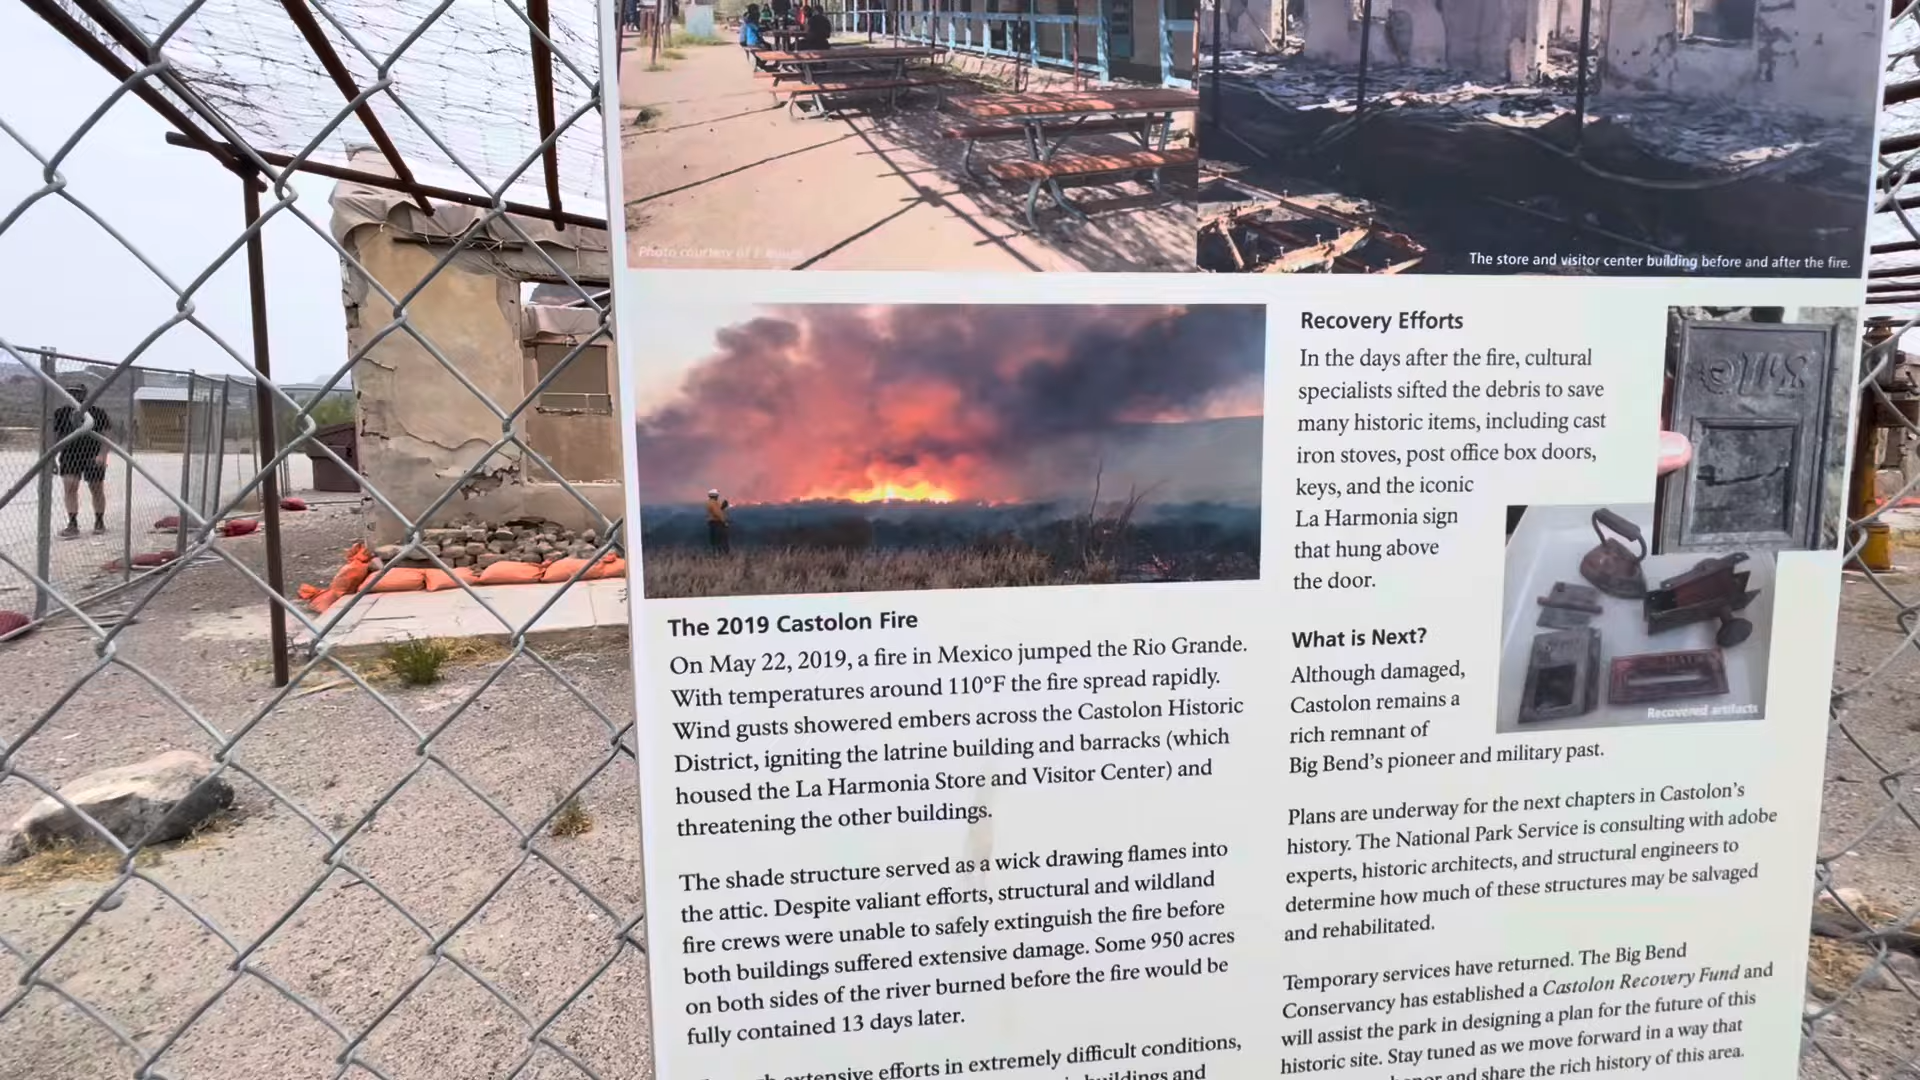 Photo courtesy of
The store and visitor center building before and after the fire.
The 2019 Castolon Fire
On May 22, 2019, a fire in Mexico jumped the Rio Grande.
With temperatures around 110°F the fire spread rapidly.
Wind gusts showered embers across the Castolon Historic
District, igniting the latrine building and barracks (which
housed the La Harmonia Store and Visitor Center) and
threatening the other buildings.
The shade structure served as a wick drawing flames into
the attic. Despite valiant efforts, structural and wildland
fire crews were unable to safely extinguish the fire before
both buildings suffered extensive damage. Some 950 acres
on both sides of the river burned before the fire would be
fully contained 13 days later.
extensive efforts in extremely difficult conditions,
buildings and
Recovery Efforts
In the days after the fire, cultural
specialists sifted the debris to save
many historic items, including cast
iron stoves, post office box doors,
keys, and the iconic
La Harmonia sign
that hung above
the door.
What is Next?
Although damaged,
Castolon remains a
rich remnant of
Big Bend's pioneer and military past.
Recovered artifacts
Plans are underway for the next chapters in Castolon's
history. The National Park Service is consulting with adobe
experts, historic architects, and structural engineers to
determine how much of these structures may be salvaged
and rehabilitated.
Temporary services have returned. The Big Bend
Conservancy has established a Castolon Recovery Fund and
will assist the park in designing a plan for the future of this
historic site. Stay tuned as we move forward in a way that
and share the rich history of this area.